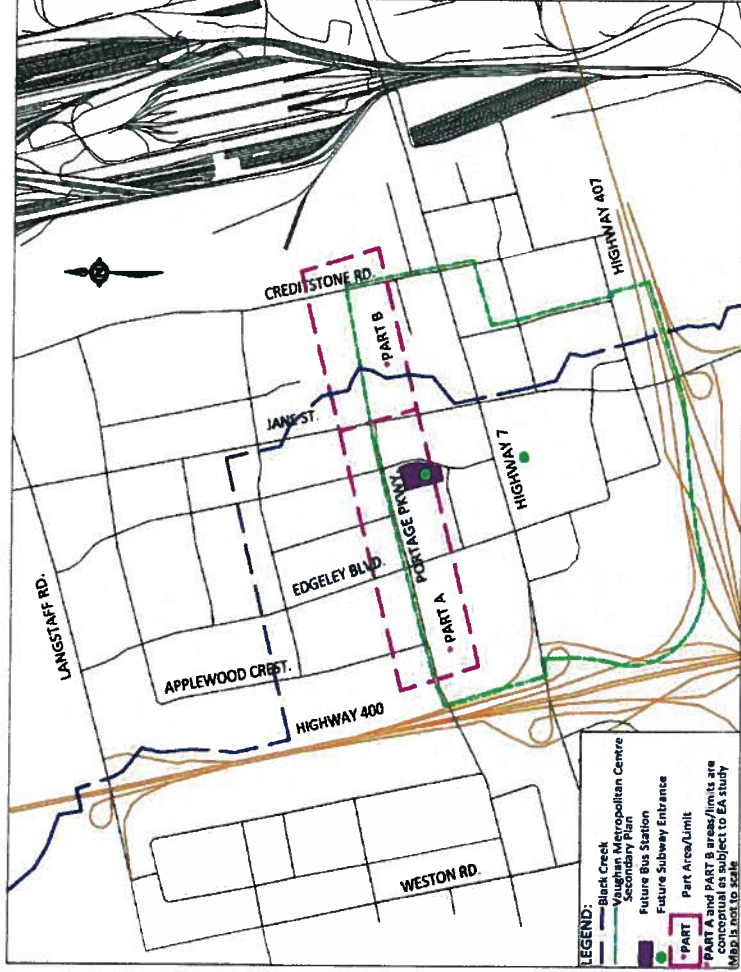 N
LANGSTAFF RD.
CREDITSTONE RD.
JANE ST.
PART B
HIGHWAY 407
PORTAGE PKWY
HIGHWAY 7
EDGELEY BLVD.
PART A
APPLEWOOD CREST.
HIGHWAY 400
WESTON RD.
LEGEND:
Black Creek
Vaughan Metropolitan Centre
Secondary Plan
Future Bus Station
Future Subway Entrance
PART Part Area/Limit
PART A and PART B areas/limits are
conceptual as subject to EA study
Map is not to scale